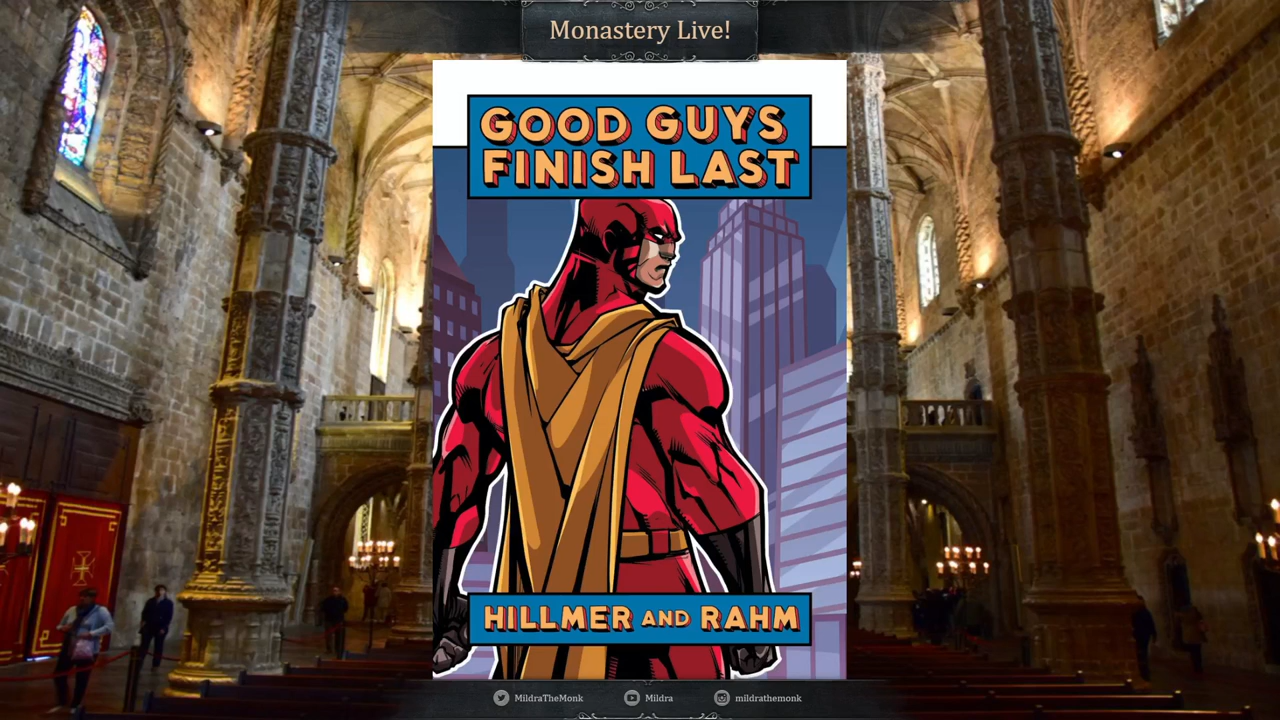 Monastery Live!
GOOD GUYS
FINISH LAST
HILLMER AND RAHM
MildraTheMonk Mildra mildrathemonk